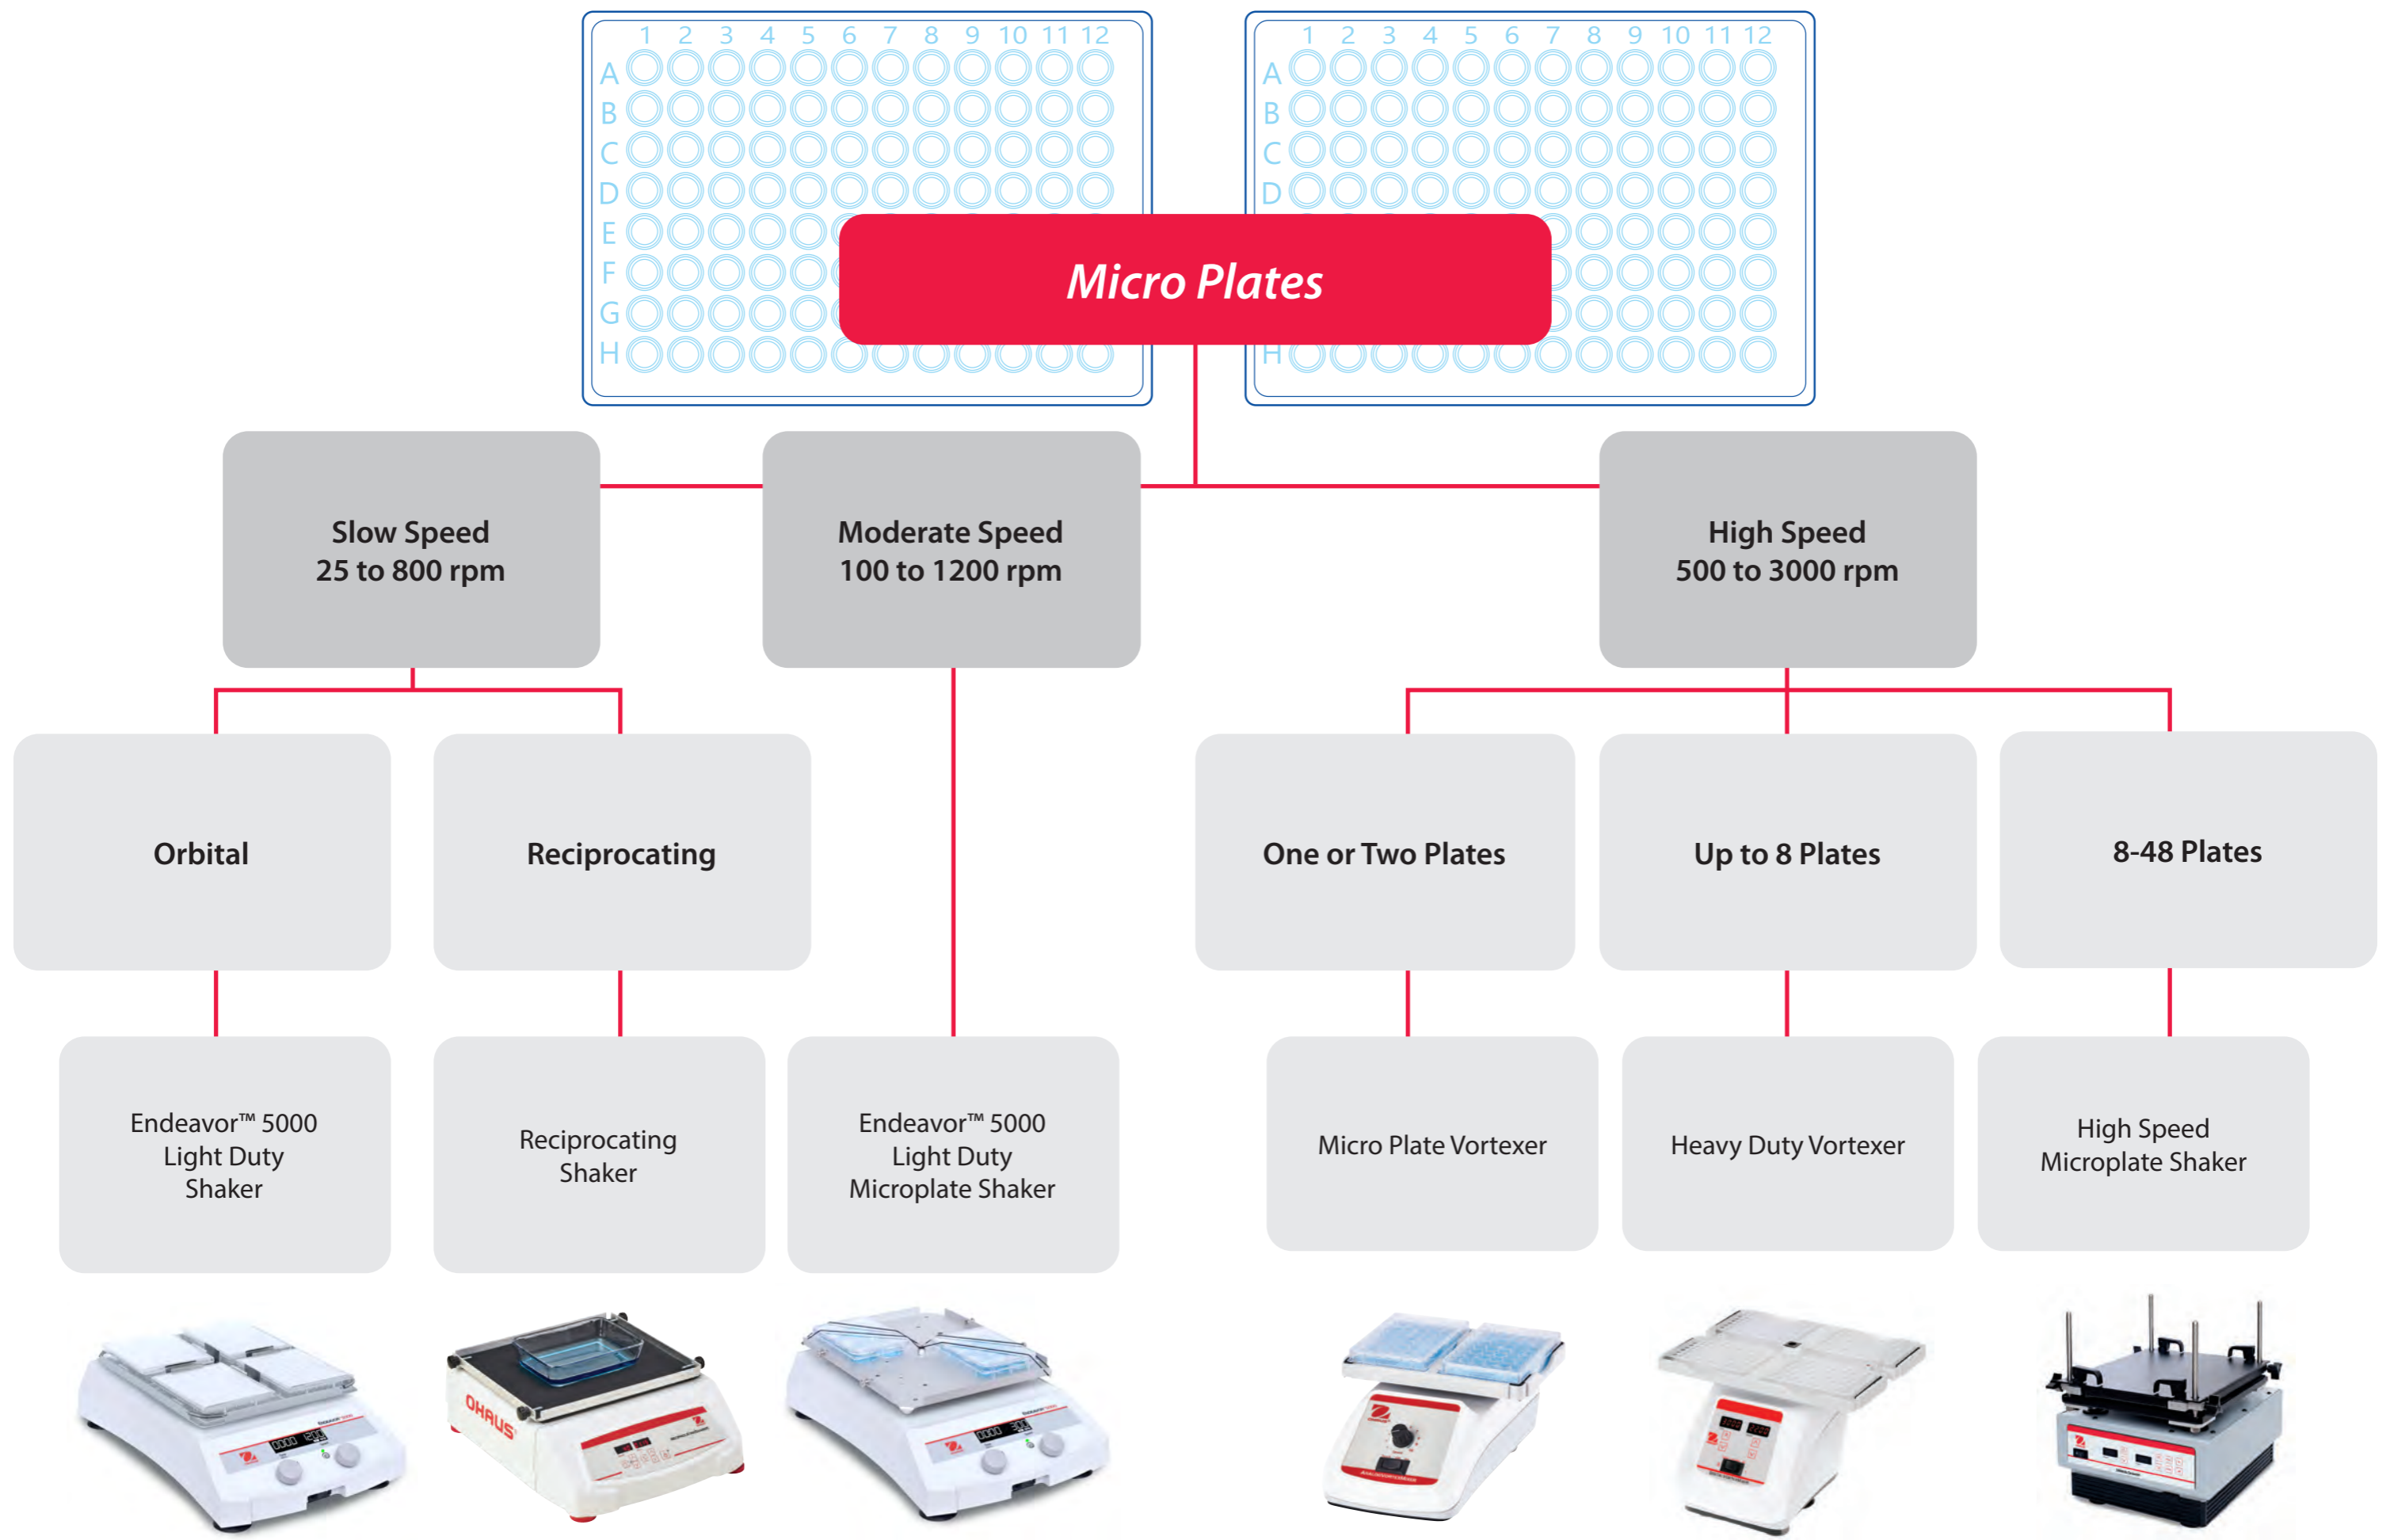 1 2 3 4 5 6 7 8 9 10 11 12
A
B
C
D
E
F
G
H
1 2 3 4 5 6 7 8 9 10 11 12
A
B
C
D
H
Micro Plates
Slow Speed
25 to 800 rpm
Moderate Speed
100 to 1200 rpm
High Speed
500 to 3000 rpm
Orbital
Reciprocating
One or Two Plates
Up to 8 Plates
8-48 Plates
Endeavor™ 5000
Light Duty
Shaker
Reciprocating
Shaker
Endeavor™ 5000
Light Duty
Microplate Shaker
Micro Plate Vortexer
Heavy Duty Vortexer
High Speed
Microplate Shaker
OHAUS